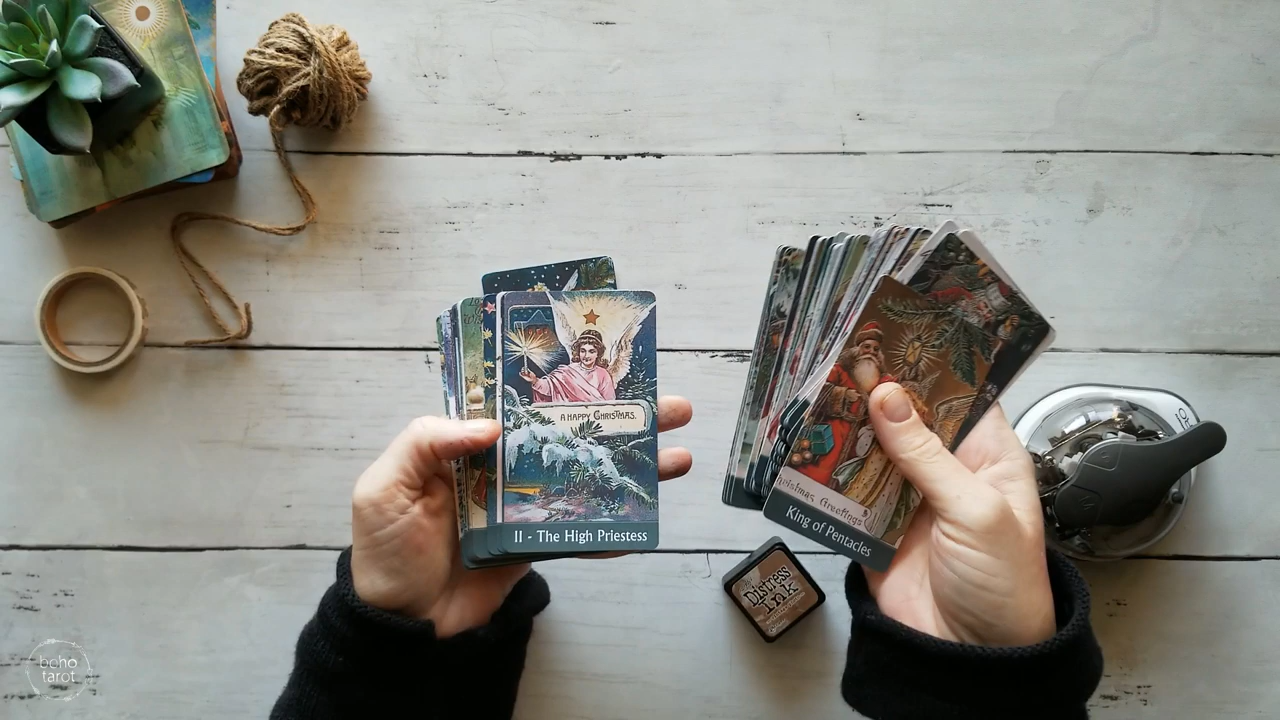 A HAPPY CHRISTMAS.
II - The High Priestess
Christmas Greetings
King of Pentacles
Distress
Ink
boho
tarot